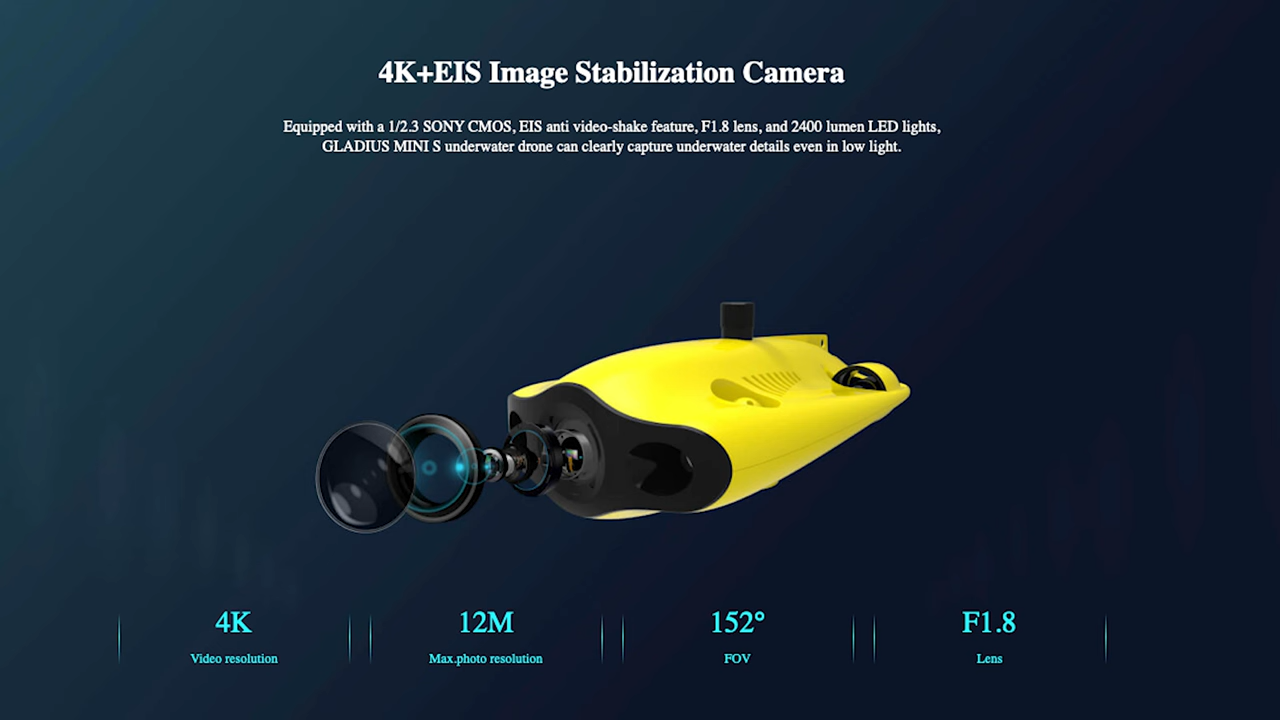 4K+EIS Image Stabilization Camera
Equipped with a 1/2.3 SONY CMOS, EIS anti video-shake feature, F1.8 lens, and 2400 lumen LED lights,
GLADIUS MINI S underwater drone can clearly capture underwater details even in low light.
4K
Video resolution
12M
Max.photo resolution
152°
FOV
F1.8
Lens